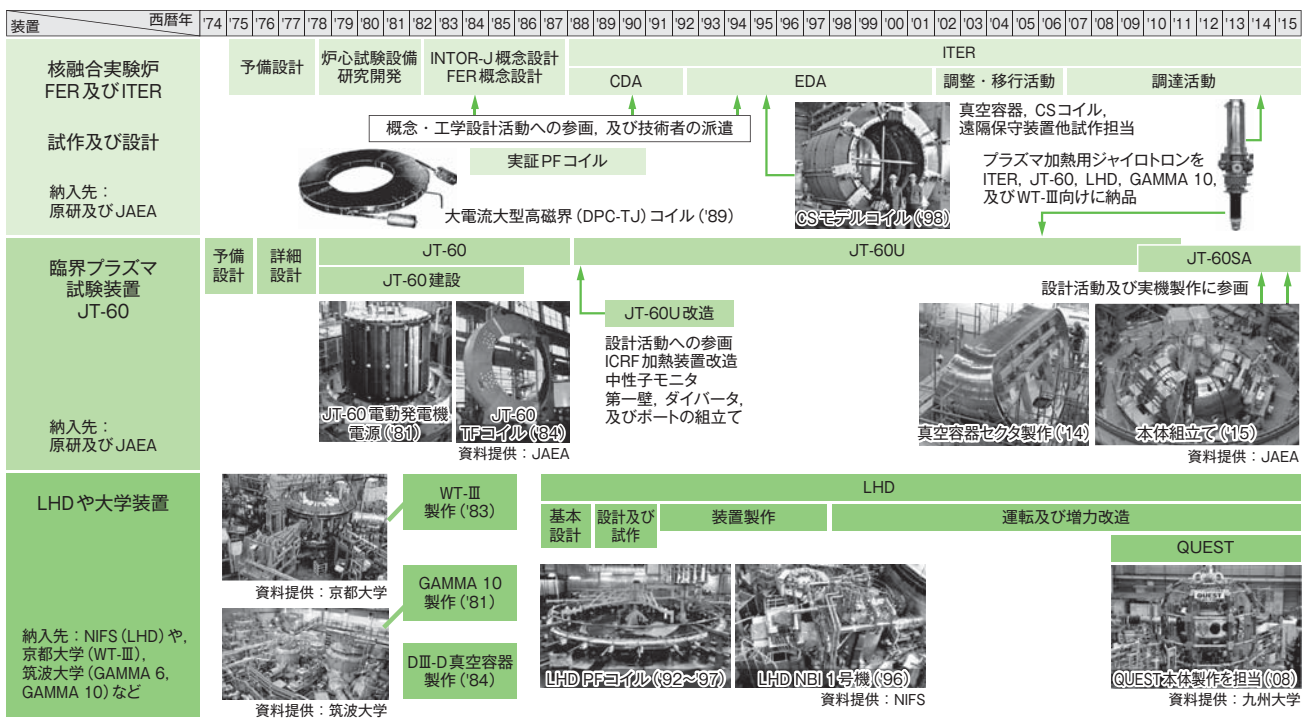 西暦年
装置
'74 '75 '76 '77 '78 '79 '80 '81 '82 '83 '84 '85 '86 '87 '88 '89 '90 '91 '92 '93 '94 '95 '96 '97 '98 '99 '00 '01 '02 '03 '04 '05 '06 '07 '08 '09 '10 '11 '12 '13 '14 '15
核融合実験炉
FER及びITER
試作及び設計
納入先：
原研及びJAEA
予備設計
炉心試験設備
研究開発
INTOR-J概念設計
FER概念設計
ITER
CDA
EDA
調整・移行活動
調達活動
概念・工学設計活動への参画, 及び技術者の派遣
実証PFコイル
大電流大型高磁界(DPC-TJ)コイル('89)
CSモデルコイル('98)
真空容器, CSコイル,
遠隔保守装置他試作担当
プラズマ加熱用ジャイロトロンを
ITER, JT-60, LHD, GAMMA 10,
及びWT-Ⅲ向けに納品
臨界プラズマ
試験装置
JT-60
納入先：
原研及びJAEA
予備
設計
詳細
設計
JT-60
JT-60建設
JT-60U
JT-60SA
設計活動及び実機製作に参画
JT-60U改造
設計活動への参画
ICRF加熱装置改造
中性子モニタ
第一壁, ダイバータ,
及びポートの組立て
JT-60電動発電機
電源('81)
JT-60
TFコイル('84)
資料提供：JAEA
真空容器セクタ製作('14)
本体組立て('15)
資料提供：JAEA
LHDや大学装置
納入先：NIFS(LHD)や,
京都大学(WT-Ⅲ),
筑波大学(GAMMA 6,
GAMMA 10)など
資料提供：京都大学
資料提供：筑波大学
WT-Ⅲ
製作('83)
GAMMA 10
製作('81)
DⅢ-D真空容器
製作('84)
LHD
基本
設計
設計及び
試作
装置製作
運転及び増力改造
QUEST
LHD PFコイル('92～'97)
LHD NBI 1号機('96)
資料提供：NIFS
QUEST
QUEST本体製作を担当('08)
資料提供：九州大学